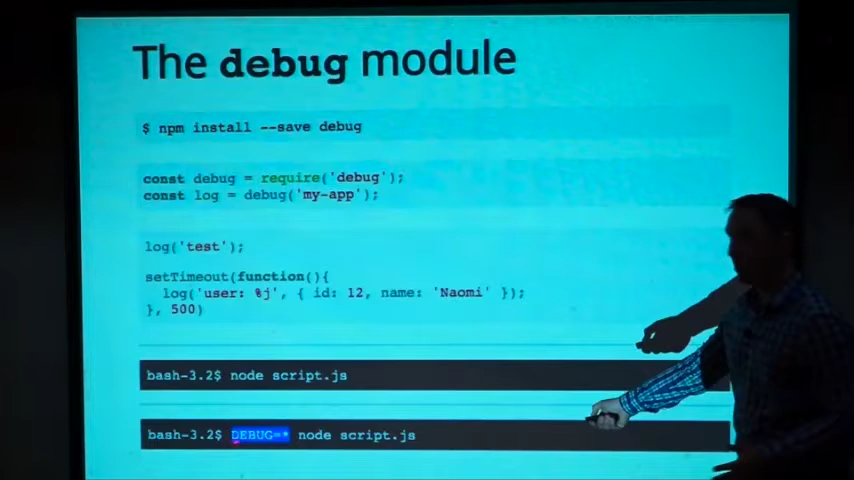 The debug module
$ npm install --save debug
const debug = require('debug');
const log = debug('my-app');
log('test');
setTimeout(function(){
log('user: %j', { id: 12, name: 'Naomi' });
}, 500)
bash-3.2$ node script.js
bash-3.2$ DEBUG=* node script.js